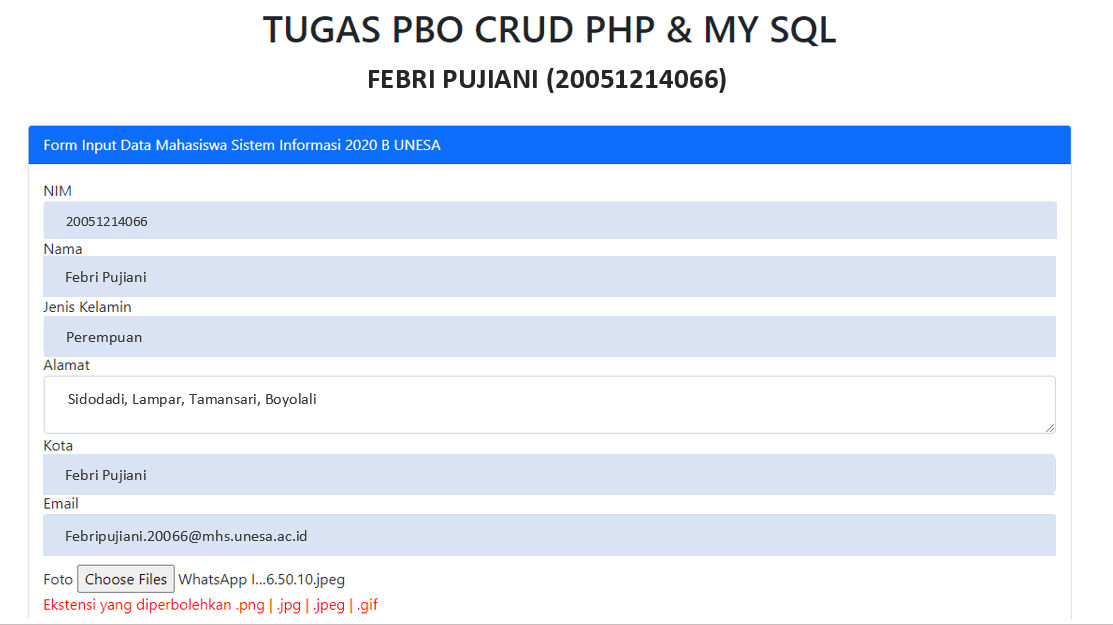 TUGAS PBO CRUD PHP & MY SQL
FEBRI PUJIANI (20051214066)
Form Input Data Mahasiswa Sistem Informasi 2020 B UNESA
NIM
20051214066
Nama
Febri Pujiani
Jenis Kelamin
Perempuan
Alamat
Sidodadi, Lampar, Tamansari, Boyolali
Kota
Febri Pujiani
Email
Febripujiani.20066@mhs.unesa.ac.id
Foto Choose Files WhatsApp I...6.50.10.jpeg
Ekstensi yang diperbolehkan .png | .jpg | .jpeg | .gif